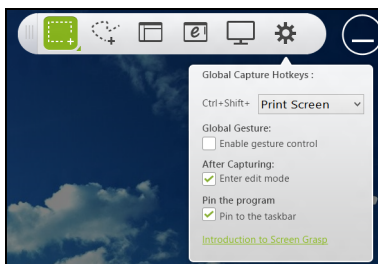 Global Capture Hotkeys :
Ctrl+Shift+ Print Screen
Global Gesture:
Enable gesture control
After Capturing:
Enter edit mode
Pin the program
Pin to the taskbar
Introduction to Screen Grasp